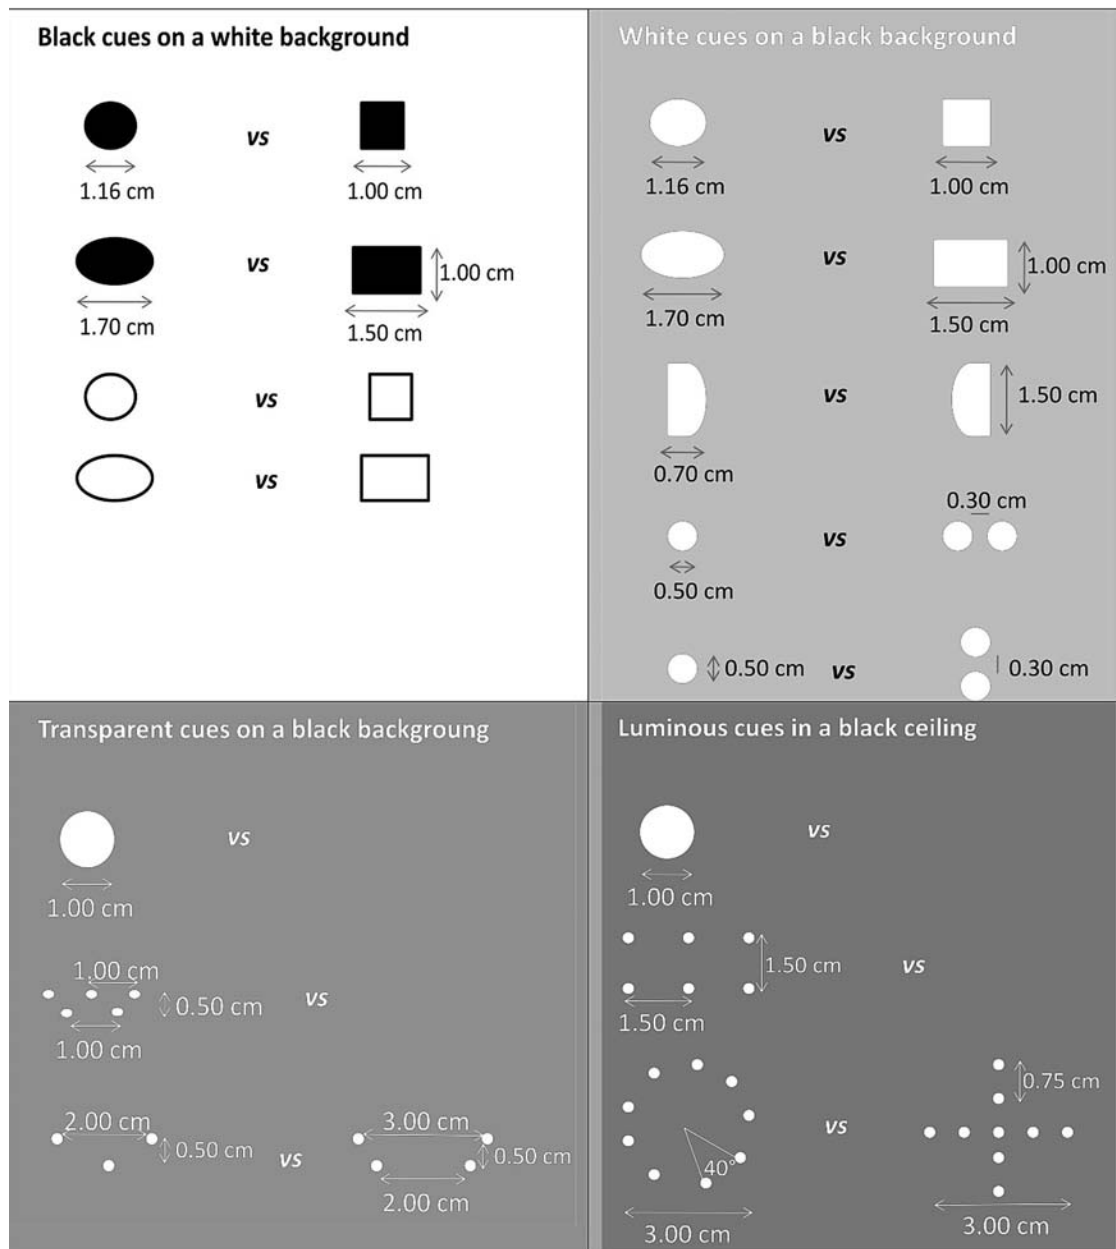 Black cues on a white background
vs
1.16 cm
1.00 cm
vs
1.00 cm
1.70 cm
1.50 cm
vs
vs
White cues on a black background
vs
1.16 cm
1.00 cm
vs
1.00 cm
1.70 cm
1.50 cm
vs
1.50 cm
0.70 cm
0.30 cm
vs
0.50 cm
0.50 cm
vs
0.30 cm
Transparent cues on a black backgroung
vs
1.00 cm
1.00 cm
0.50 cm
vs
1.00 cm
2.00 cm
3.00 cm
0.50 cm
vs
0.50 cm
2.00 cm
Luminous cues in a black ceiling
vs
1.00 cm
1.50 cm
vs
1.50 cm
0.75 cm
vs
40°
3.00 cm
3.00 cm